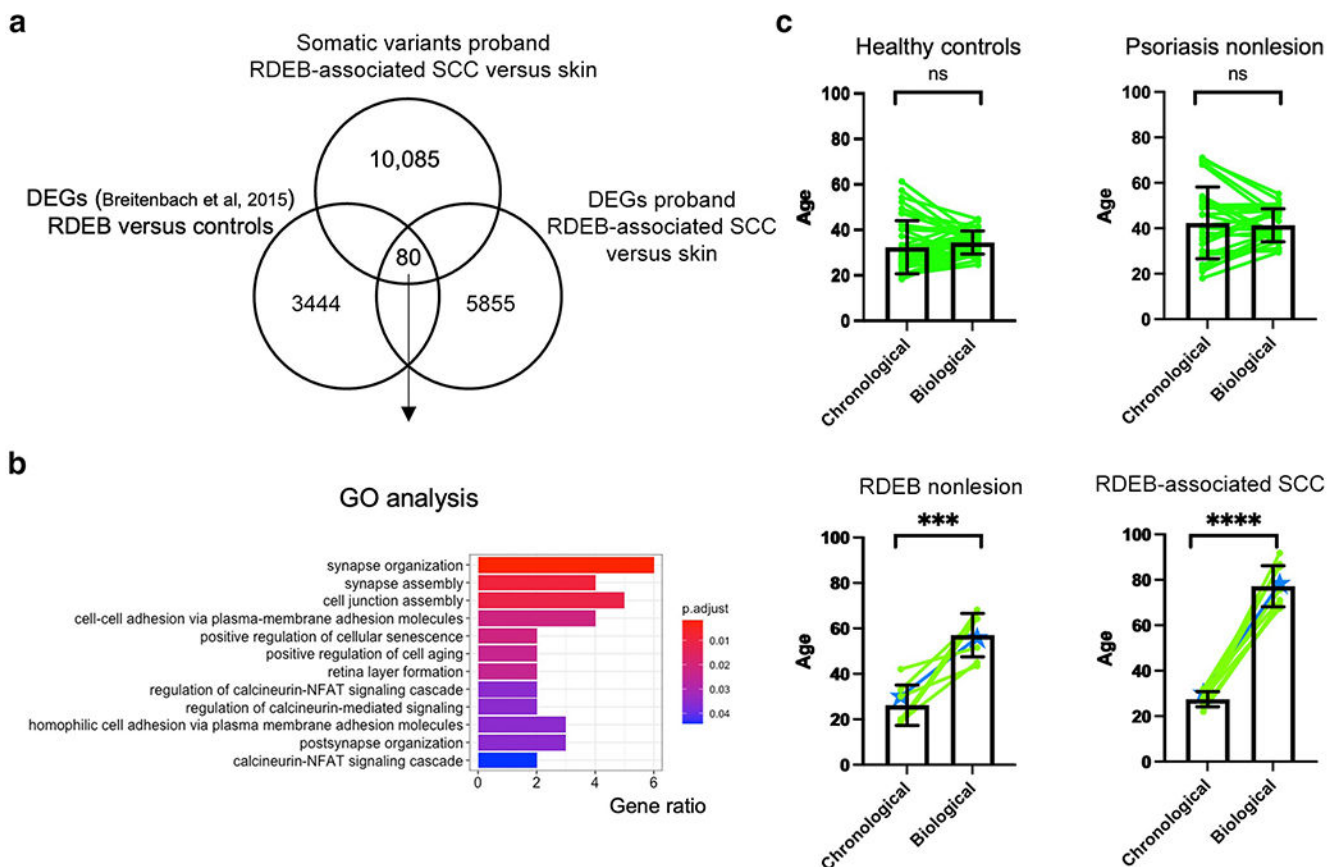 a
Somatic variants proband
RDEB-associated SCC versus skin
10,085
DEGs (Breitenbach et al, 2015)
RDEB versus controls
DEGs proband
RDEB-associated SCC
versus skin
80
3444
5855
b
GO analysis
synapse organization
synapse assembly
cell junction assembly
cell-cell adhesion via plasma-membrane adhesion molecules
positive regulation of cellular senescence
positive regulation of cell aging
retina layer formation
regulation of calcineurin-NFAT signaling cascade
regulation of calcineurin-mediated signaling
homophilic cell adhesion via plasma membrane adhesion molecules
postsynapse organization
calcineurin-NFAT signaling cascade
0 2 4 6
Gene ratio
p.adjust
0.01
0.02
0.03
0.04
c
Healthy controls
ns
100
80
60
40
20
0
Age
Chronological
Biological
Psoriasis nonlesion
ns
100
80
60
40
20
0
Age
Chronological
Biological
RDEB nonlesion
***
100
80
60
40
20
0
Age
Chronological
Biological
RDEB-associated SCC
****
100
80
60
40
20
0
Age
Chronological
Biological